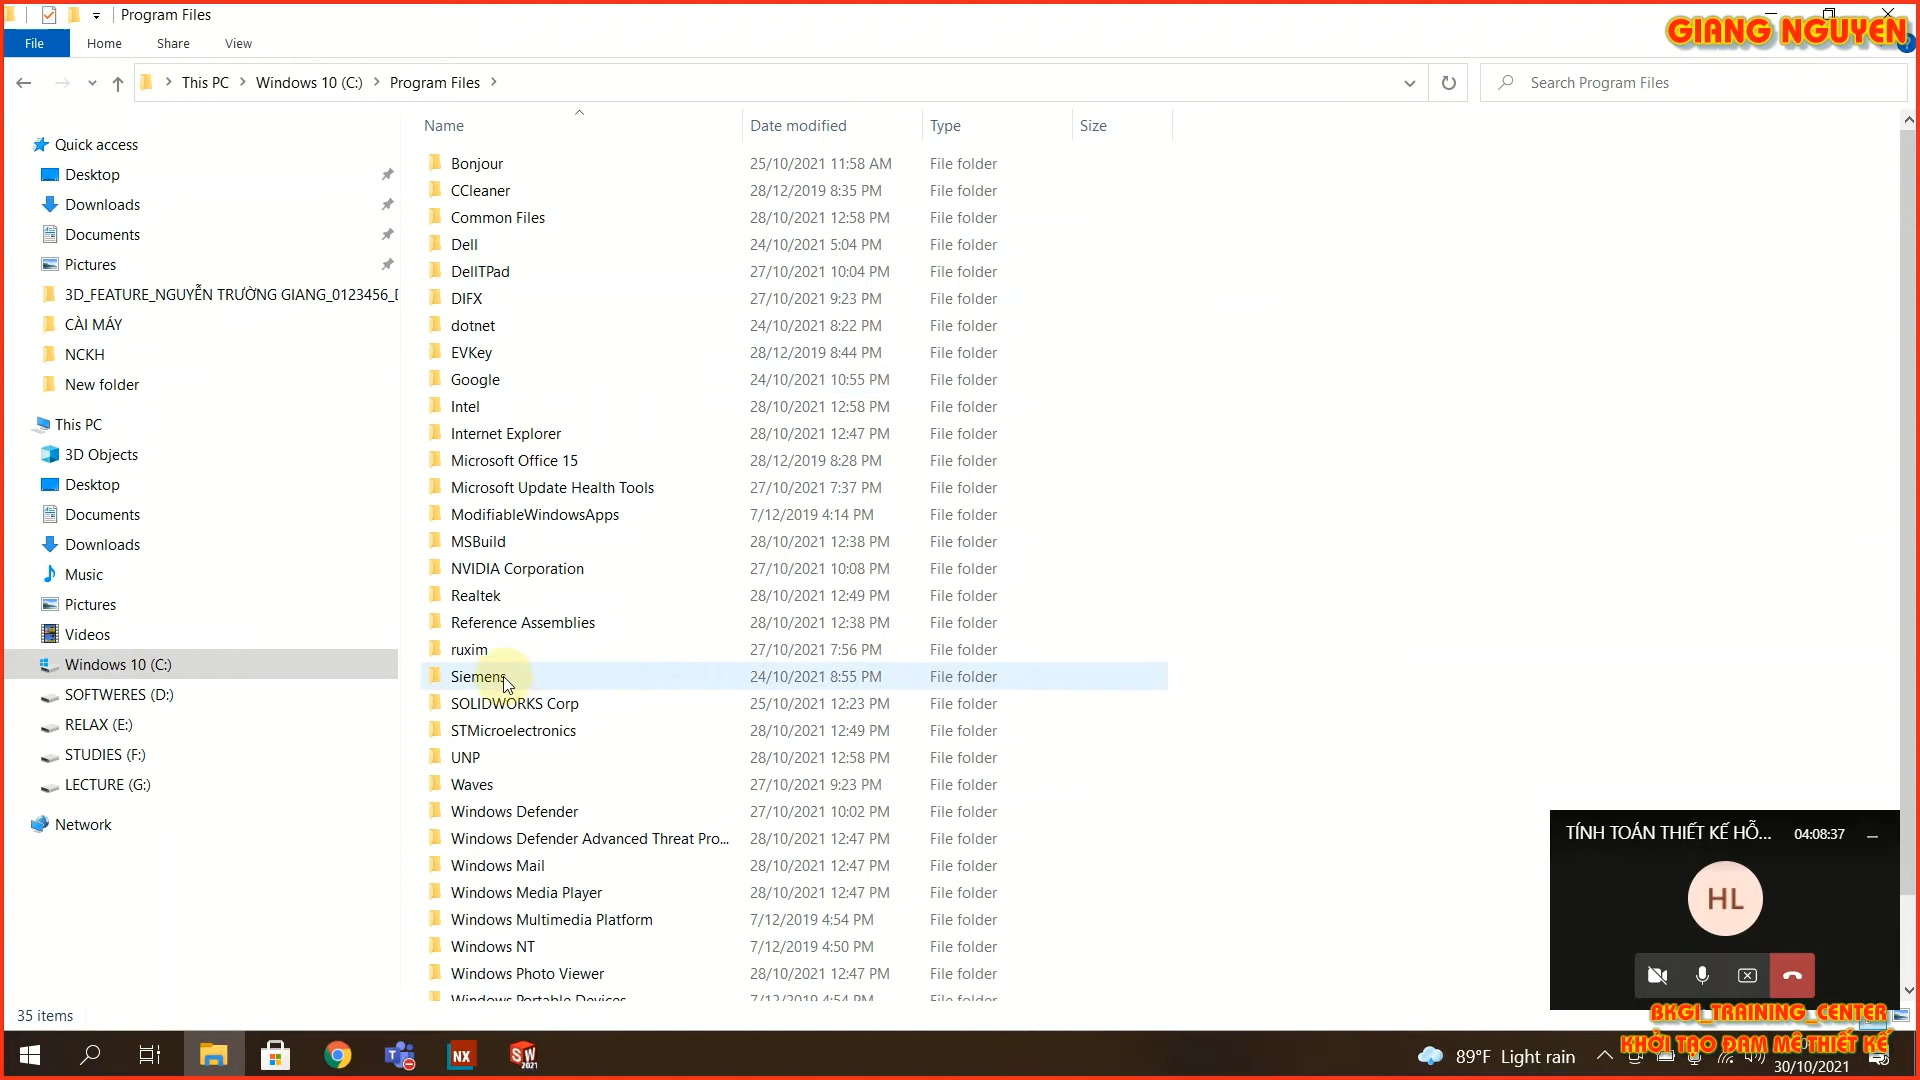 Program Files
GIANG NGUYEN
File Home Share View
This PC Windows 10 (C:) Program Files
Search Program Files
Name Date modified Type Size
Quick access
Desktop
Downloads
Documents
Pictures
3D_FEATURE_NGUYỄN TRƯỜNG GIANG_0123456_D
CÀI MÁY
NCKH
New folder
This PC
3D Objects
Desktop
Documents
Downloads
Music
Pictures
Videos
Windows 10 (C:)
SOFTWERES (D:)
RELAX (E:)
STUDIES (F:)
LECTURE (G:)
Network
Bonjour 25/10/2021 11:58 AM File folder
CCleaner 28/12/2019 8:35 PM File folder
Common Files 28/10/2021 12:58 PM File folder
Dell 24/10/2021 5:04 PM File folder
DellTPad 27/10/2021 10:04 PM File folder
DIFX 27/10/2021 9:23 PM File folder
dotnet 24/10/2021 8:22 PM File folder
EVKey 28/12/2019 8:44 PM File folder
Google 24/10/2021 10:55 PM File folder
Intel 28/10/2021 12:58 PM File folder
Internet Explorer 28/10/2021 12:47 PM File folder
Microsoft Office 15 28/12/2019 8:28 PM File folder
Microsoft Update Health Tools 27/10/2021 7:37 PM File folder
ModifiableWindowsApps 7/12/2019 4:14 PM File folder
MSBuild 28/10/2021 12:38 PM File folder
NVIDIA Corporation 27/10/2021 10:08 PM File folder
Realtek 28/10/2021 12:49 PM File folder
Reference Assemblies 28/10/2021 12:38 PM File folder
ruxim 27/10/2021 7:56 PM File folder
Siemens 24/10/2021 8:55 PM File folder
SOLIDWORKS Corp 25/10/2021 12:23 PM File folder
STMicroelectronics 28/10/2021 12:49 PM File folder
UNP 28/10/2021 12:58 PM File folder
Waves 27/10/2021 9:23 PM File folder
Windows Defender 27/10/2021 10:02 PM File folder
Windows Defender Advanced Threat Pro... 28/10/2021 12:47 PM File folder
Windows Mail 28/10/2021 12:47 PM File folder
Windows Media Player 28/10/2021 12:47 PM File folder
Windows Multimedia Platform 7/12/2019 4:54 PM File folder
Windows NT 7/12/2019 4:50 PM File folder
Windows Photo Viewer 28/10/2021 12:47 PM File folder
Windows Portable Devices 7/12/2019 4:54 PM File folder
TÍNH TOÁN THIẾT KẾ HỖ... 04:08:37
HL
35 items
BKGI_TRAINING_CENTER
KHỞI TẠO ĐAM MÊ THIẾT KẾ
NX
SW
2021
89°F Light rain
30/10/2021